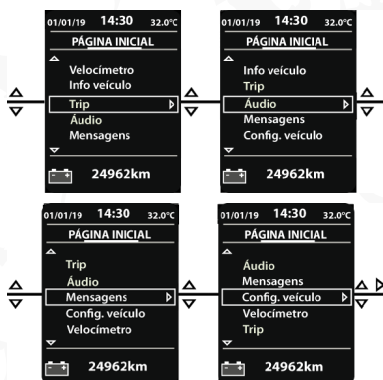 01/01/19 14:30 32.0°C
PÁGINA INICIAL
Velocímetro
Info veículo
Trip
Áudio
Mensagens
24962km
01/01/19 14:30 32.0°C
PÁGINA INICIAL
Info veículo
Trip
Áudio
Mensagens
Config. veículo
24962km
01/01/19 14:30 32.0°C
PÁGINA INICIAL
Trip
Áudio
Mensagens
Config. veículo
Velocímetro
24962km
01/01/19 14:30 32.0°C
PÁGINA INICIAL
Áudio
Mensagens
Config. veículo
Velocímetro
Trip
24962km